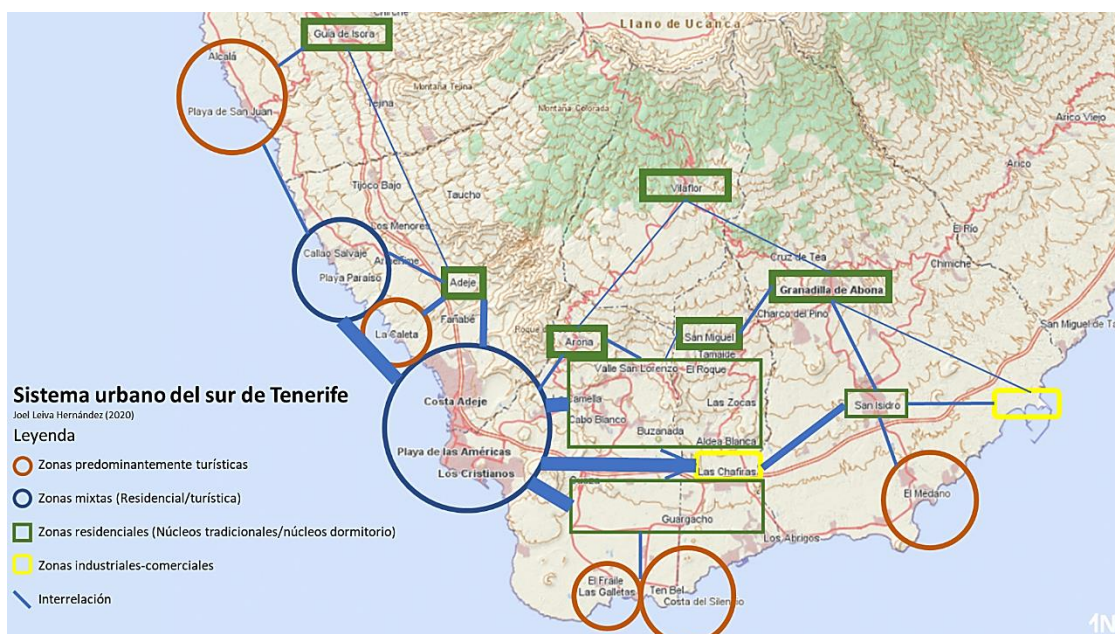 Llano de Ucanca
Guía de Isora
Alcalá
Montaña Tejina
Tejina
Montaña Colorada
Playa de San Juan
Arico Viejo
Arico
Vilaflor
Tijoco Bajo
Taucho
Los Menores
El Río
Callao Salvaje
Playa Paraíso
Cruz de Tea
Chimiche
Adeje
Granadilla de Abona
Charco del Pino
La Caleta
Fañabé
Arona
San Miguel
Tamaide
San Miguel de Ta
Valle San Lorenzo
El Roque
Sistema urbano del sur de Tenerife
Joel Leiva Hernández (2020)
Leyenda
Costa Adeje
Camella
Las Zocas
San Isidro
Cabo Blanco
Buzanada
Aldea Blanca
Playa de las Américas
Los Cristianos
Las Chafiras
Zonas predominantemente turísticas
Zonas mixtas (Residencial/turística)
Zonas residenciales (Núcleos tradicionales/núcleos dormitorio)
Zonas industriales-comerciales
Interrelación
El Médano
Guargacho
Los Abrigos
El Fraile
Las Galletas
Ten Bel
Costa del Silencio
1N